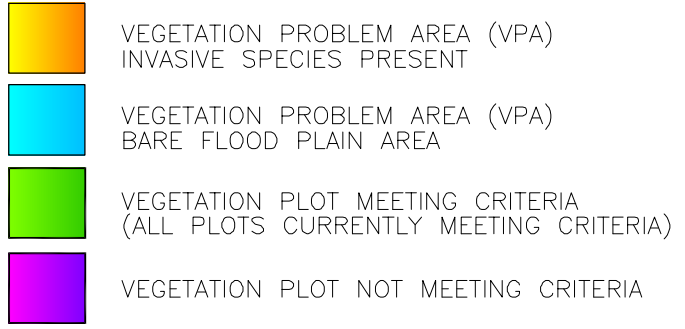 VEGETATION PROBLEM AREA (VPA)
INVASIVE SPECIES PRESENT
VEGETATION PROBLEM AREA (VPA)
BARE FLOOD PLAIN AREA
VEGETATION PLOT MEETING CRITERIA
(ALL PLOTS CURRENTLY MEETING CRITERIA)
VEGETATION PLOT NOT MEETING CRITERIA